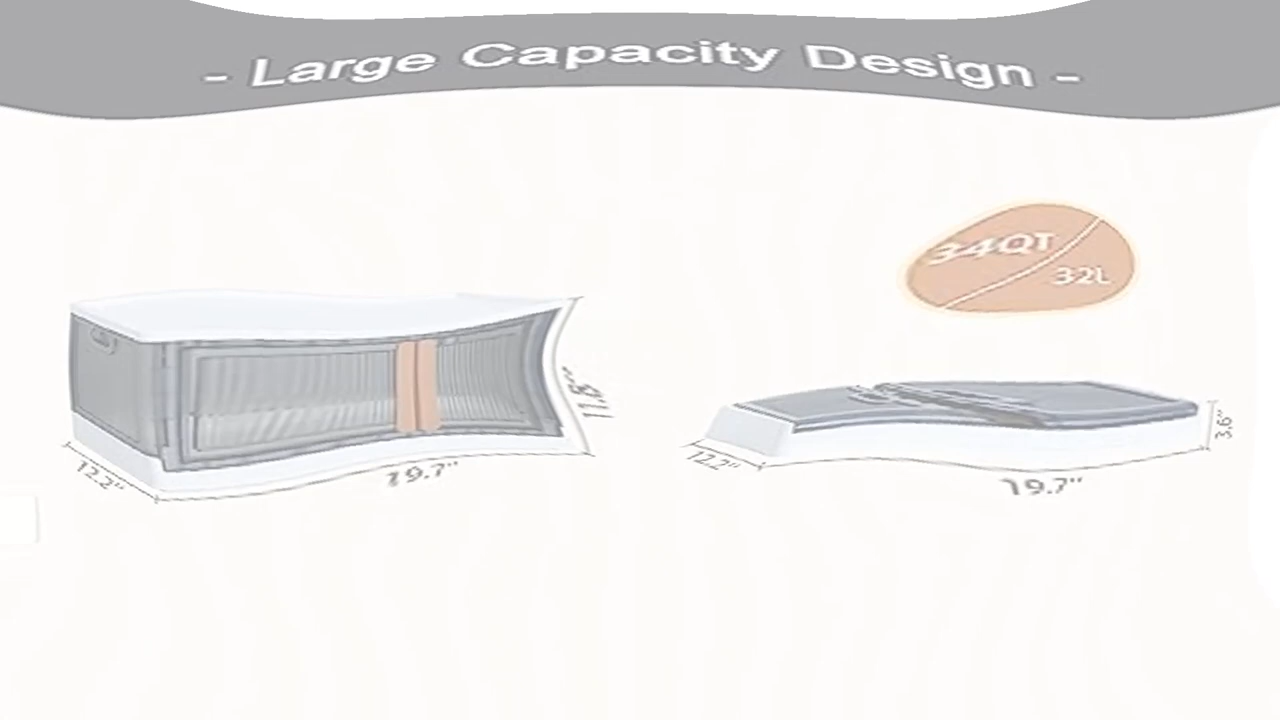 - Large Capacity Design -
34QT
32L
11.8"
12.2"
19.7"
3.6"
12.2"
19.7"